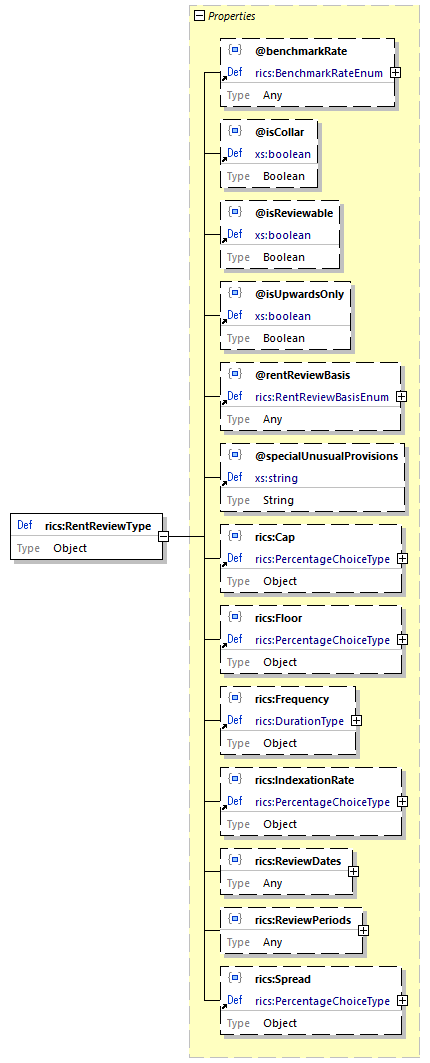 Properties
@benchmarkRate
Def rics:BenchmarkRateEnum
Type Any
@isCollar
Def xs:boolean
Type Boolean
@isReviewable
Def xs:boolean
Type Boolean
@isUpwardsOnly
Def xs:boolean
Type Boolean
@rentReviewBasis
Def rics:RentReviewBasisEnum
Type Any
@specialUnusualProvisions
Def xs:string
Type String
Def rics:RentReviewType
Type Object
rics:Cap
Def rics:PercentageChoiceType
Type Object
rics:Floor
Def rics:PercentageChoiceType
Type Object
rics:Frequency
Def rics:DurationType
Type Object
rics:IndexationRate
Def rics:PercentageChoiceType
Type Object
rics:ReviewDates
Type Any
rics:ReviewPeriods
Type Any
rics:Spread
Def rics:PercentageChoiceType
Type Object